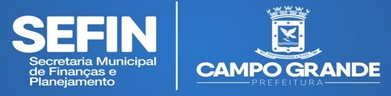 SEFIN
Secretaria Municipal
de Finanças e
Planejamento
CAMPO GRANDE
PREFEITURA